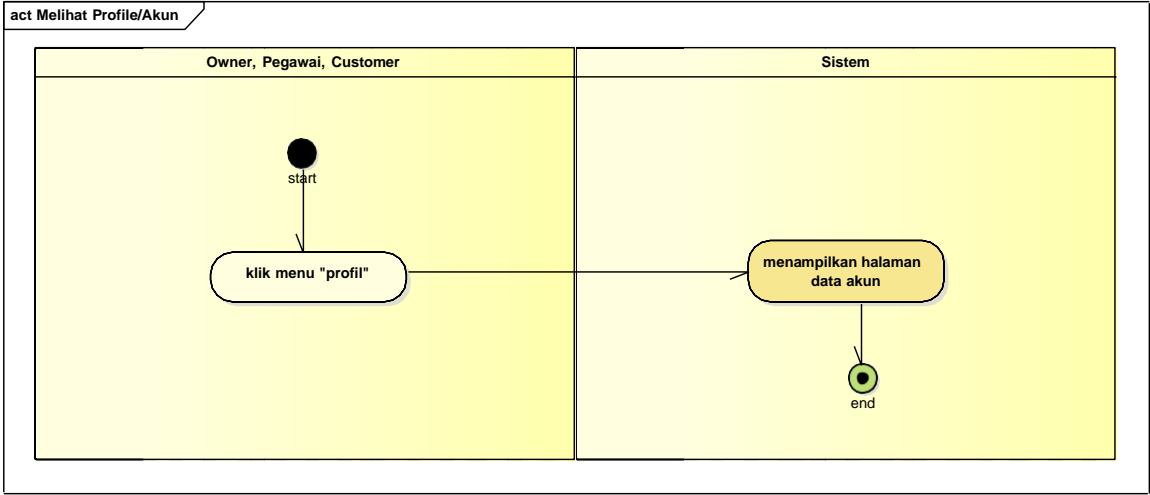 act Melihat Profile/Akun
Owner, Pegawai, Customer
Sistem
start
klik menu "profil"
menampilkan halaman
data akun
end